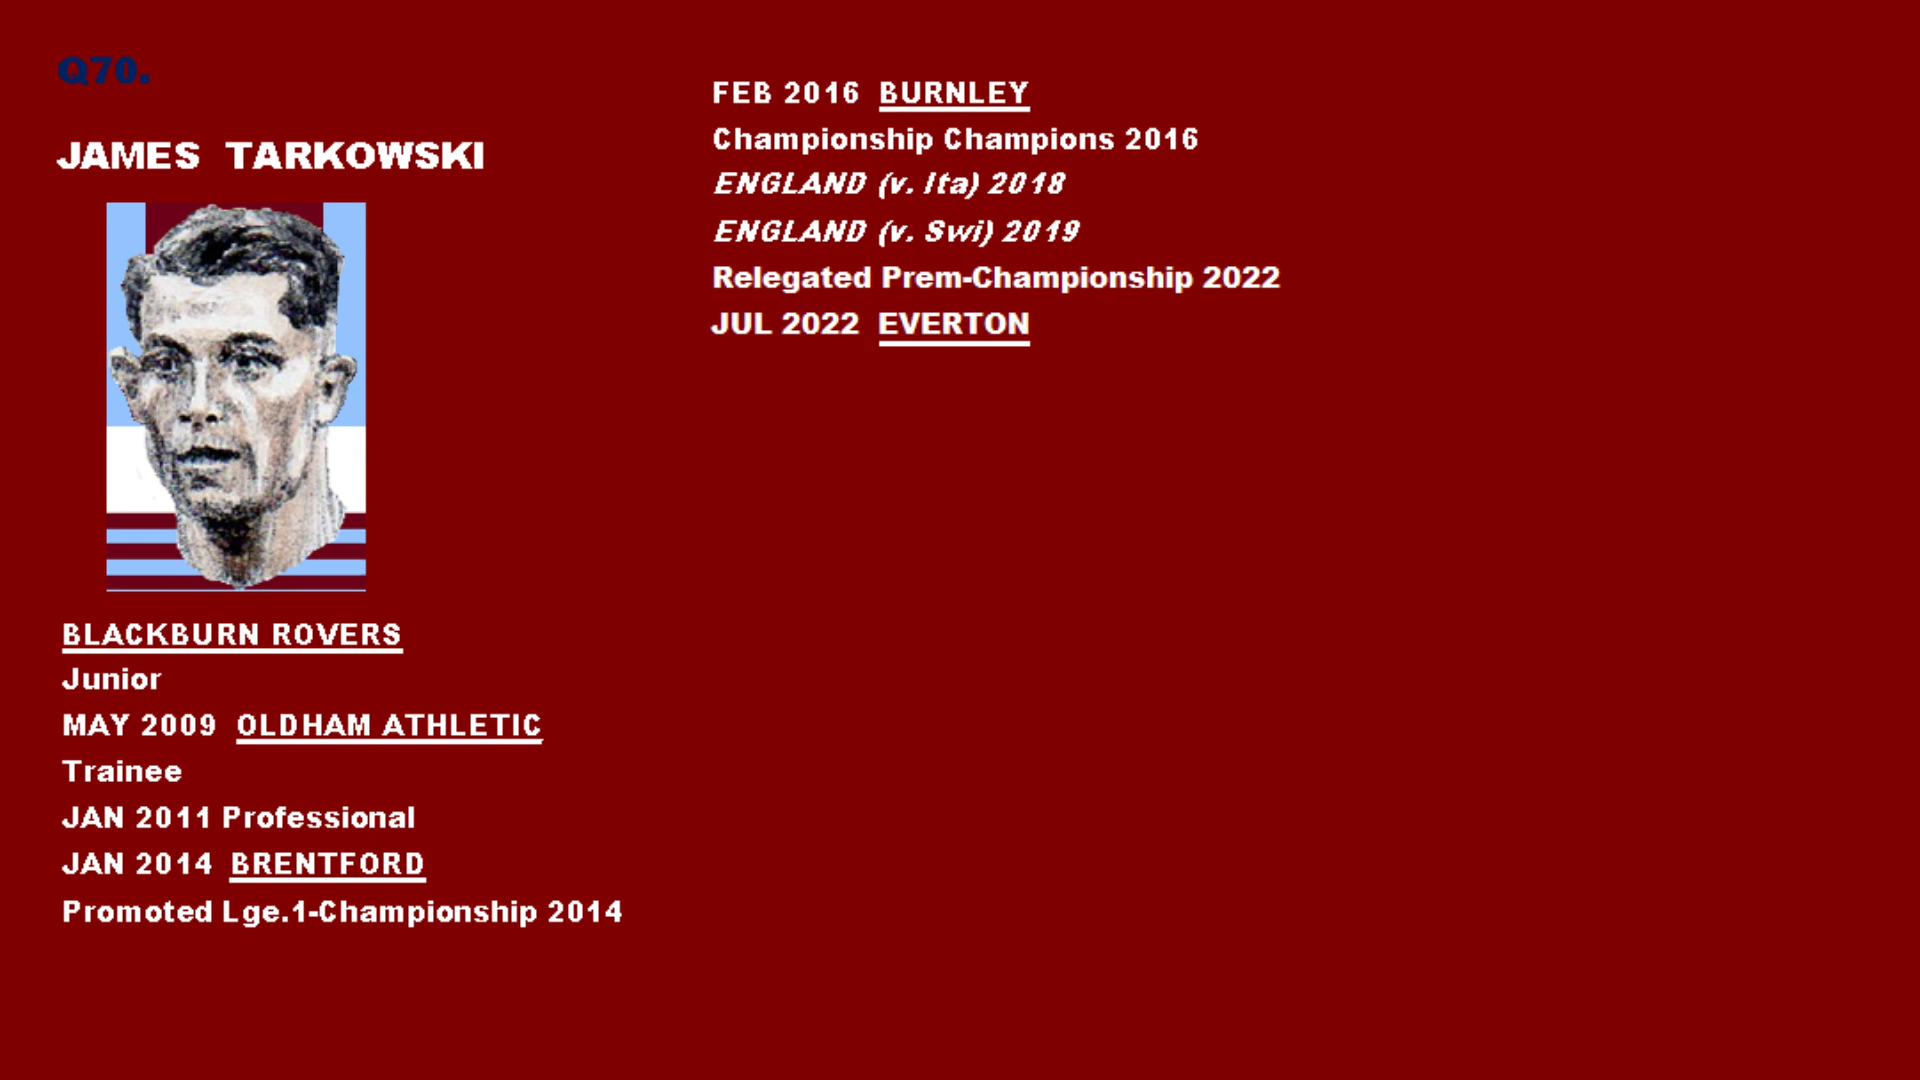 Q70.
JAMES TARKOWSKI
BLACKBURN ROVERS
Junior
MAY 2009 OLDHAM ATHLETIC
Trainee
JAN 2011 Professional
JAN 2014 BRENTFORD
Promoted Lge.1-Championship 2014
FEB 2016 BURNLEY
Championship Champions 2016
ENGLAND (v. Ita) 2018
ENGLAND (v. Swi) 2019
Relegated Prem-Championship 2022
JUL 2022 EVERTON